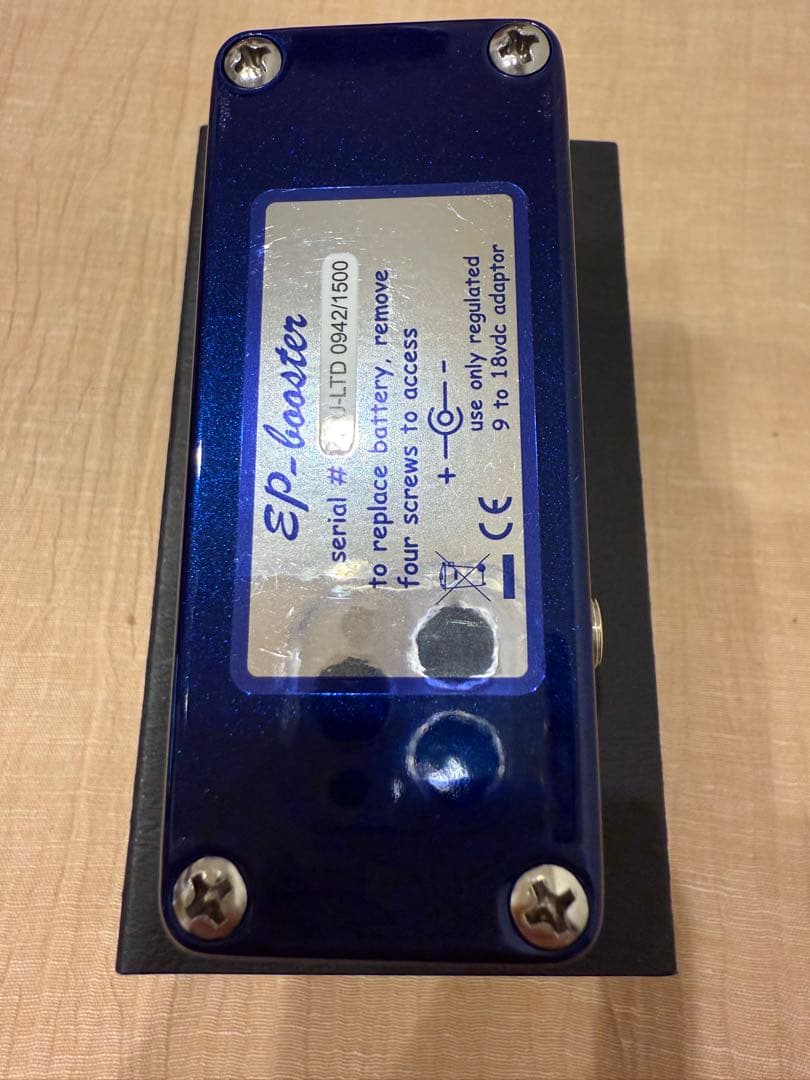 EP-booster
serial # -LTD 0942/1500
to replace battery, remove
four screws to access
+ -
use only regulated
9 to 18vdc adaptor
CE